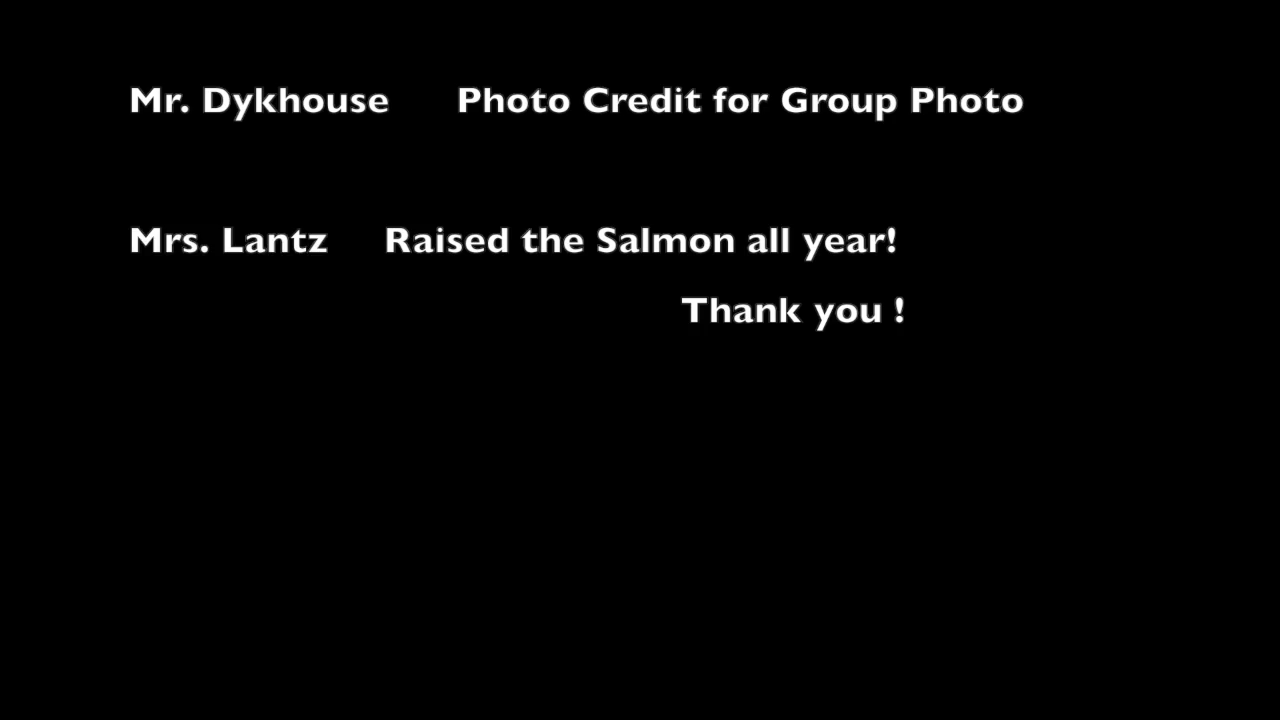 Mr. Dykhouse Photo Credit for Group Photo
Mrs. Lantz Raised the Salmon all year!
Thank you !